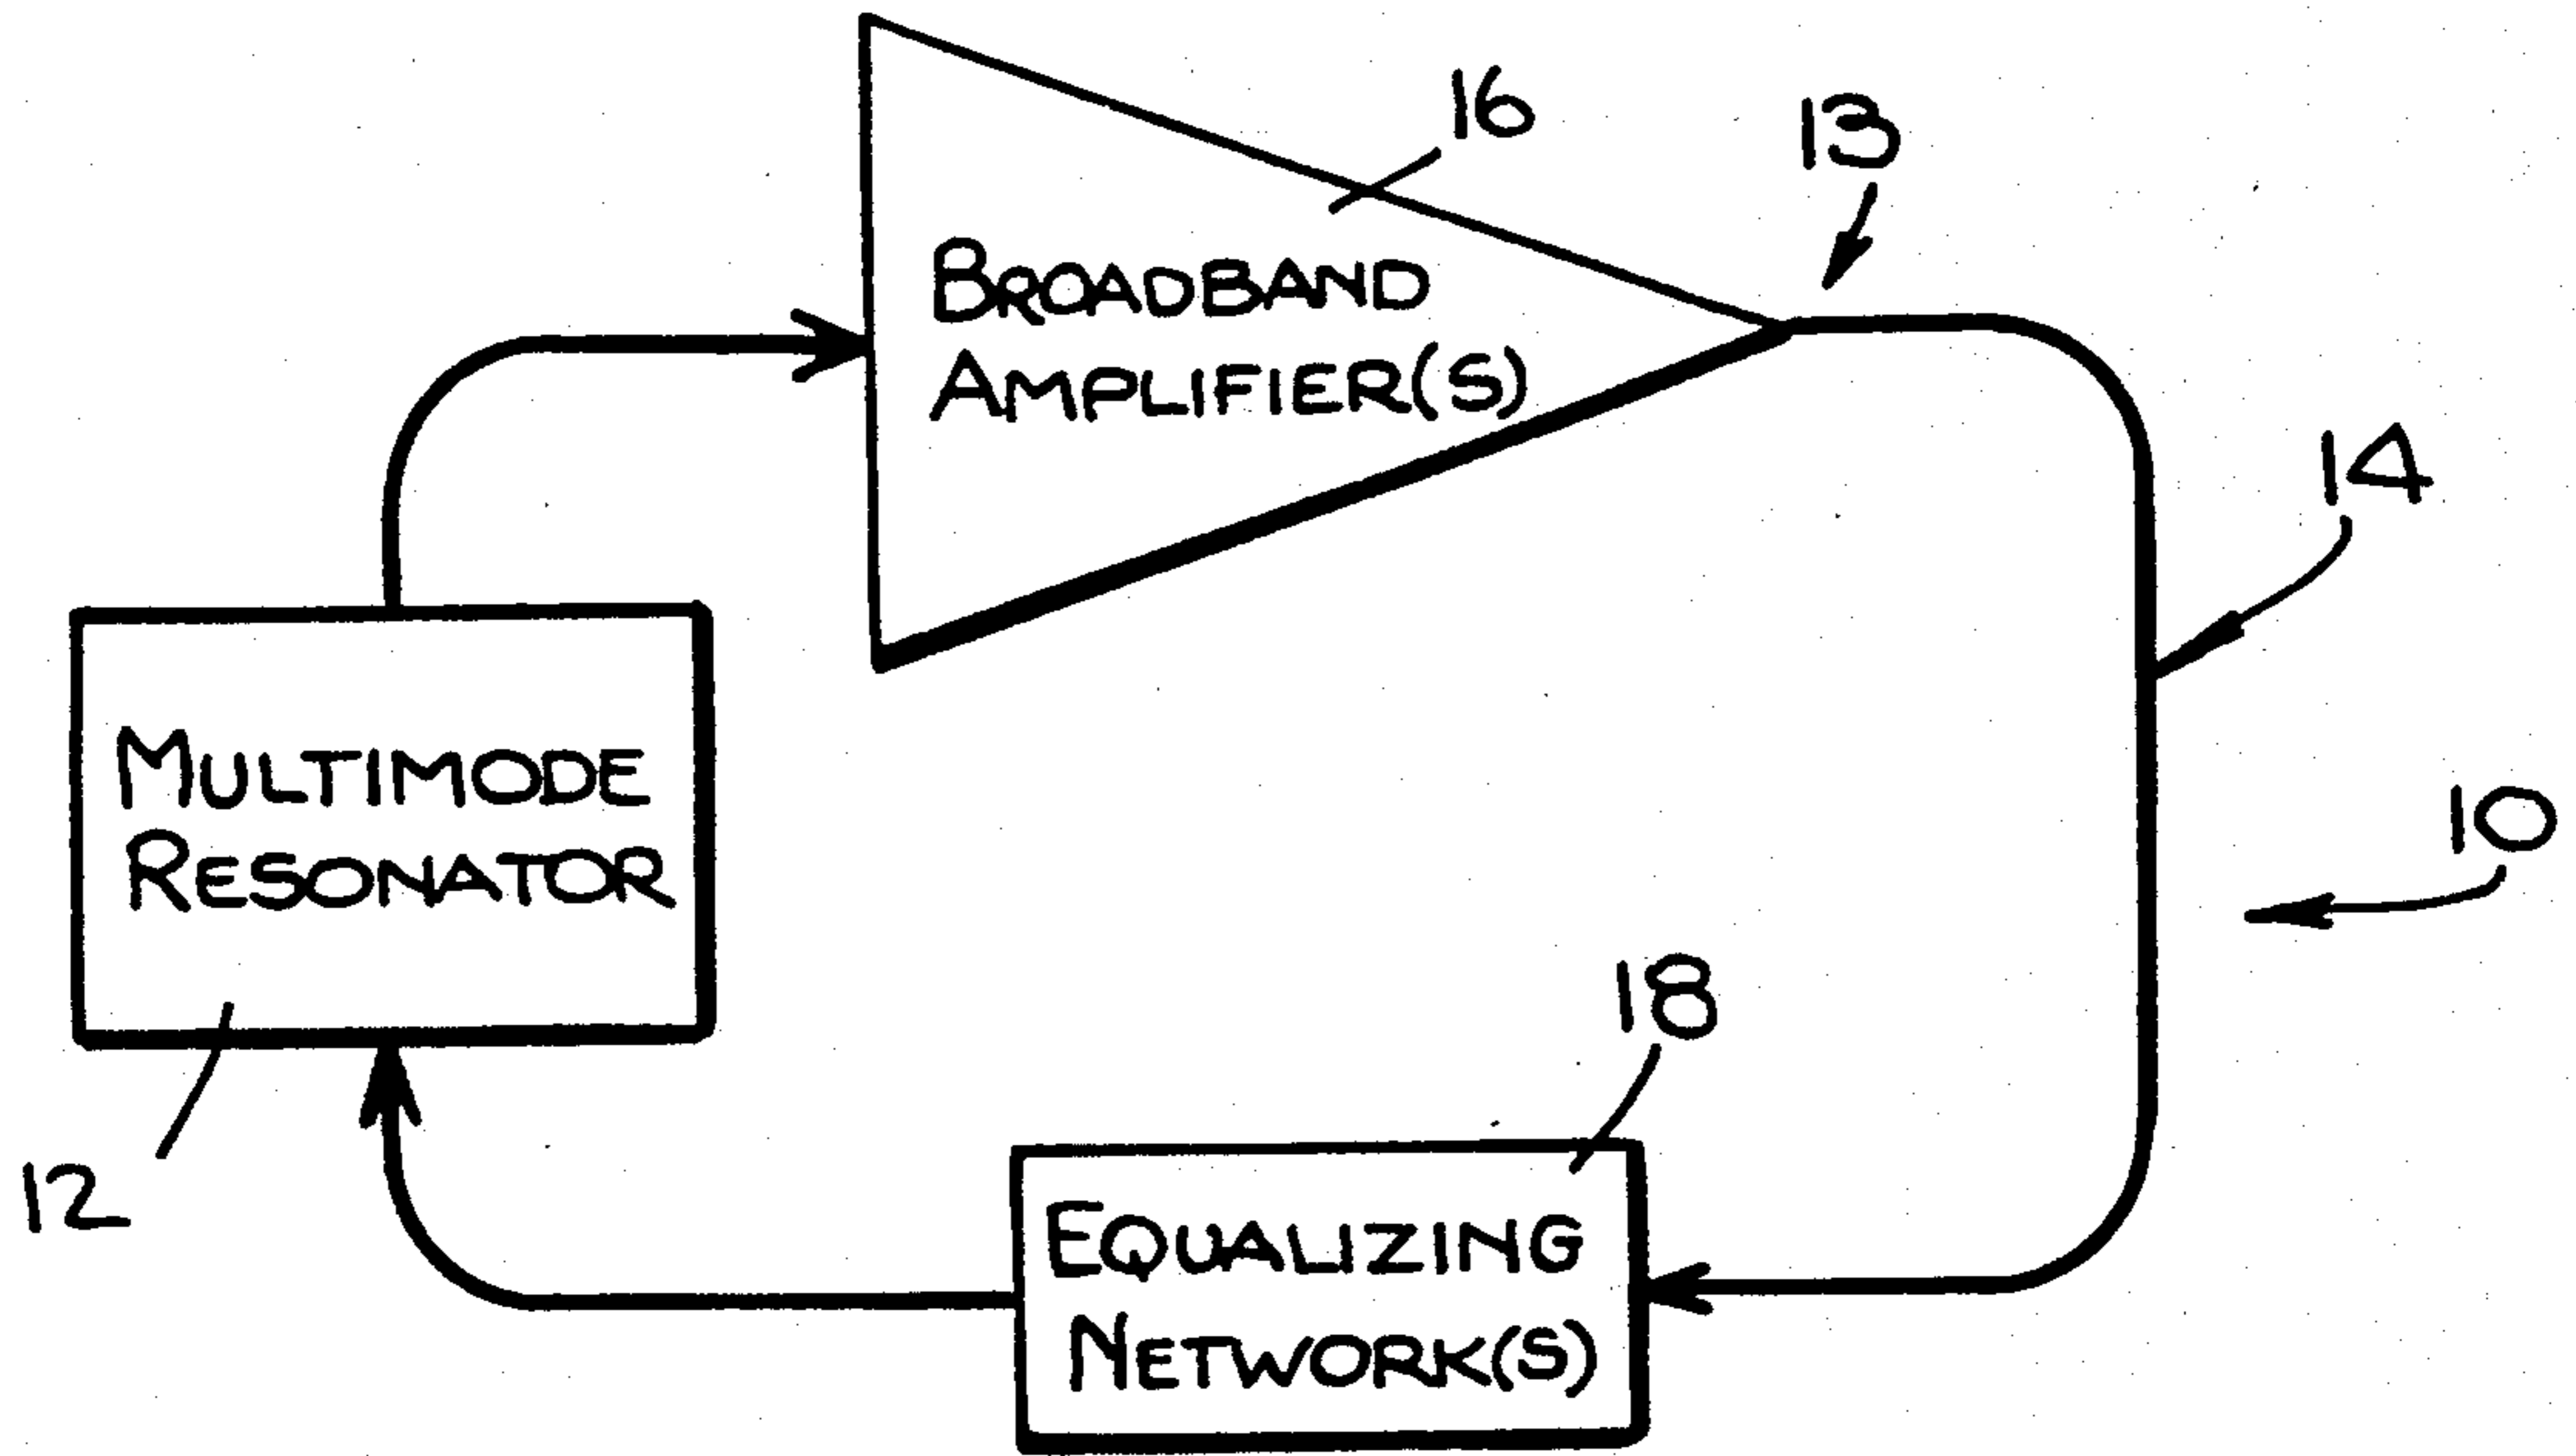 16
13
BROADBAND
AMPLIFIER(S)
14
MULTIMODE
RESONATOR
10
18
12
EQUALIZING
NETWORK(S)